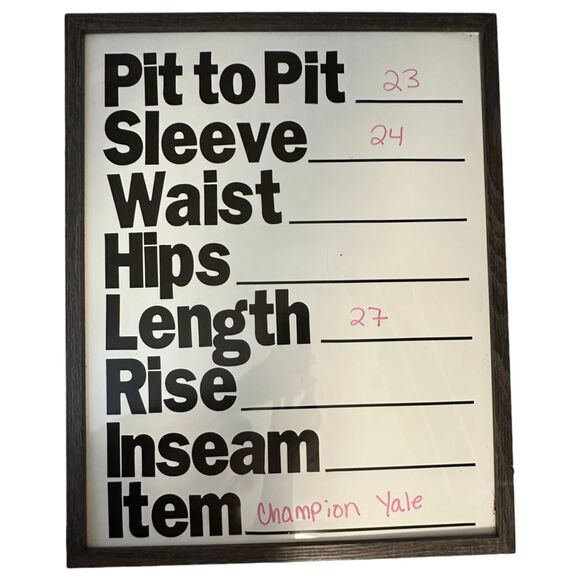 Pit to Pit 23
Sleeve 24
Waist
Hips
Length 27
Rise
Inseam
Item Champion Yale